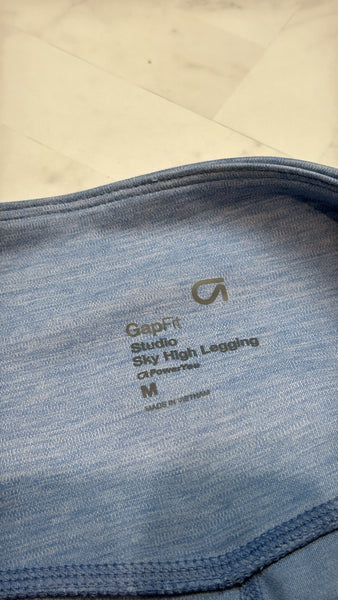 GapFit
Studio
Sky High Legging
PowerYou
M
MADE IN VIETNAM